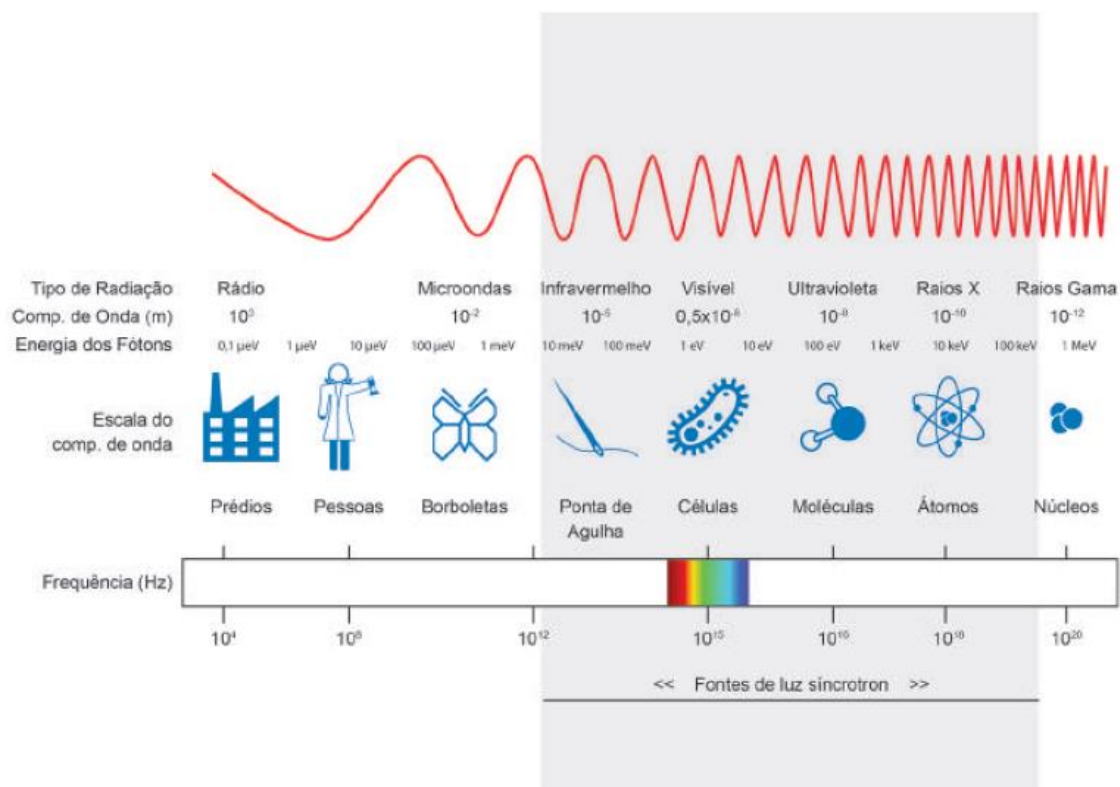 Tipo de Radiação Rádio Microondas Infravermelho Visível Ultravioleta Raios X Raios Gama
Comp. de Onda (m) 10³ 10⁻² 10⁻⁵ 0,5x10⁻⁶ 10⁻⁸ 10⁻¹⁰ 10⁻¹²
Energia dos Fótons 0,1 μeV 1 μeV 10 μeV 100 μeV 1 meV 10 meV 100 meV 1 eV 10 eV 100 eV 1 keV 10 keV 100 keV 1 MeV
Escala do
comp. de onda
Prédios Pessoas Borboletas Ponta de Agulha Células Moléculas Átomos Núcleos
Frequência (Hz)
10⁴ 10⁸ 10¹² 10¹⁵ 10¹⁶ 10¹⁸ 10²⁰
<< Fontes de luz síncrotron >>